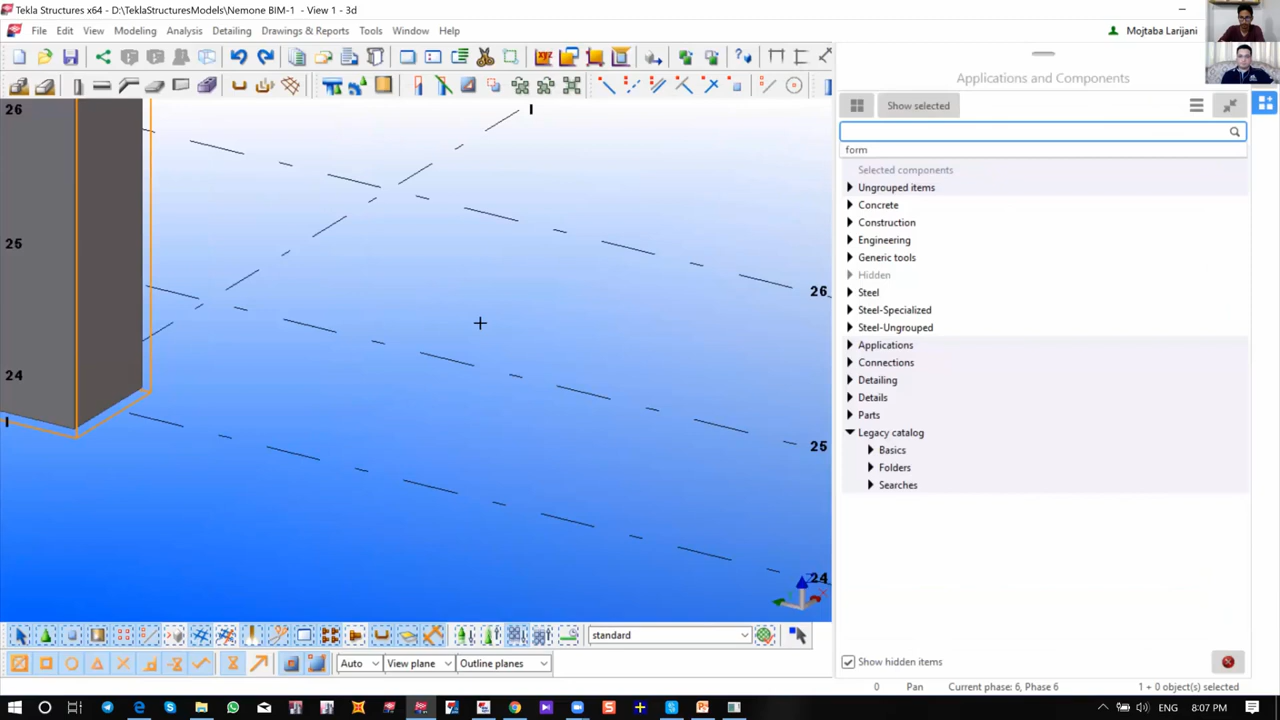 Tekla Structures x64 - D:\TeklaStructuresModels\Nemone BIM-1 - View 1 - 3d
File Edit View Modeling Analysis Detailing Drawings & Reports Tools Window Help
Mojtaba Larijani
Applications and Components
Show selected
form
Selected components
Ungrouped items
Concrete
Construction
Engineering
Generic tools
Hidden
Steel
Steel-Specialized
Steel-Ungrouped
Applications
Connections
Detailing
Details
Parts
Legacy catalog
Basics
Folders
Searches
26
25
24
26
25
24
standard
Auto View plane Outline planes
Show hidden items
0 Pan Current phase: 6, Phase 6 1 + 0 object(s) selected
ENG 8:07 PM